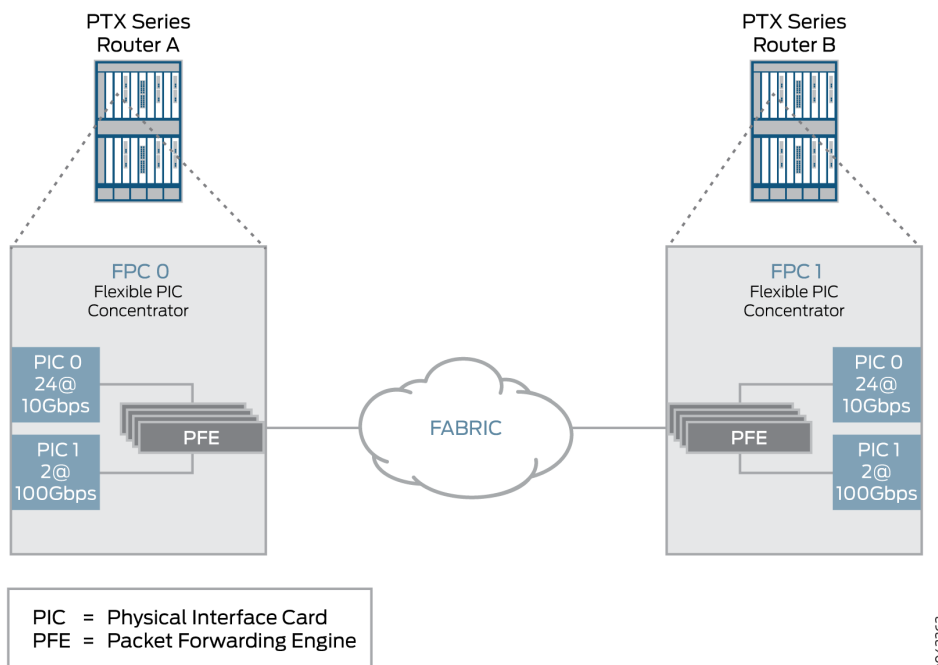 PTX Series
Router A
PTX Series
Router B
FPC 0
Flexible PIC
Concentrator
PIC 0
24@
10Gbps
PIC 1
2@
100Gbps
PFE
FABRIC
FPC 1
Flexible PIC
Concentrator
PFE
PIC 0
24@
10Gbps
PIC 1
2@
100Gbps
PIC = Physical Interface Card
PFE = Packet Forwarding Engine